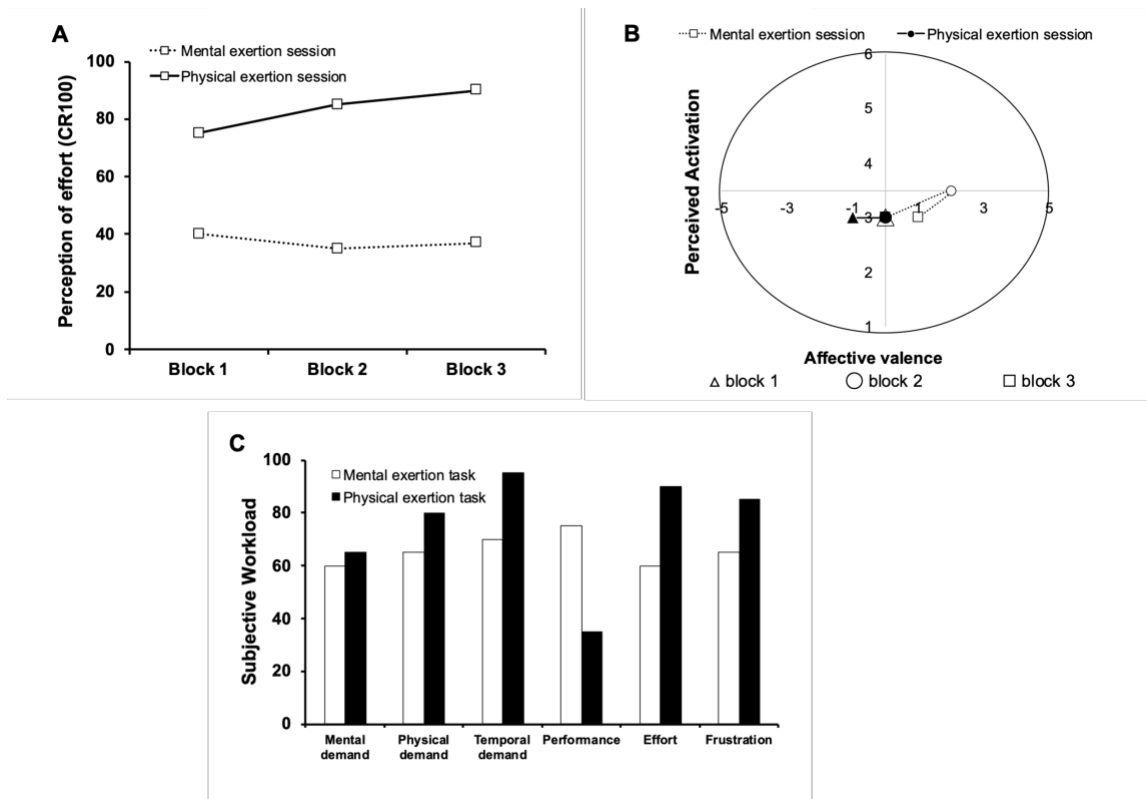 A
Mental exertion session
Physical exertion session
Perception of effort (CR100)
100
80
60
40
20
0
Block 1 Block 2 Block 3
B
Mental exertion session Physical exertion session
Perceived Activation
6
5
4
-5 -3 -1 1 3 5
3
2
1
Affective valence
block 1 block 2 block 3
C
Mental exertion task
Physical exertion task
Subjective Workload
100
80
60
40
20
0
Mental demand Physical demand Temporal demand Performance Effort Frustration